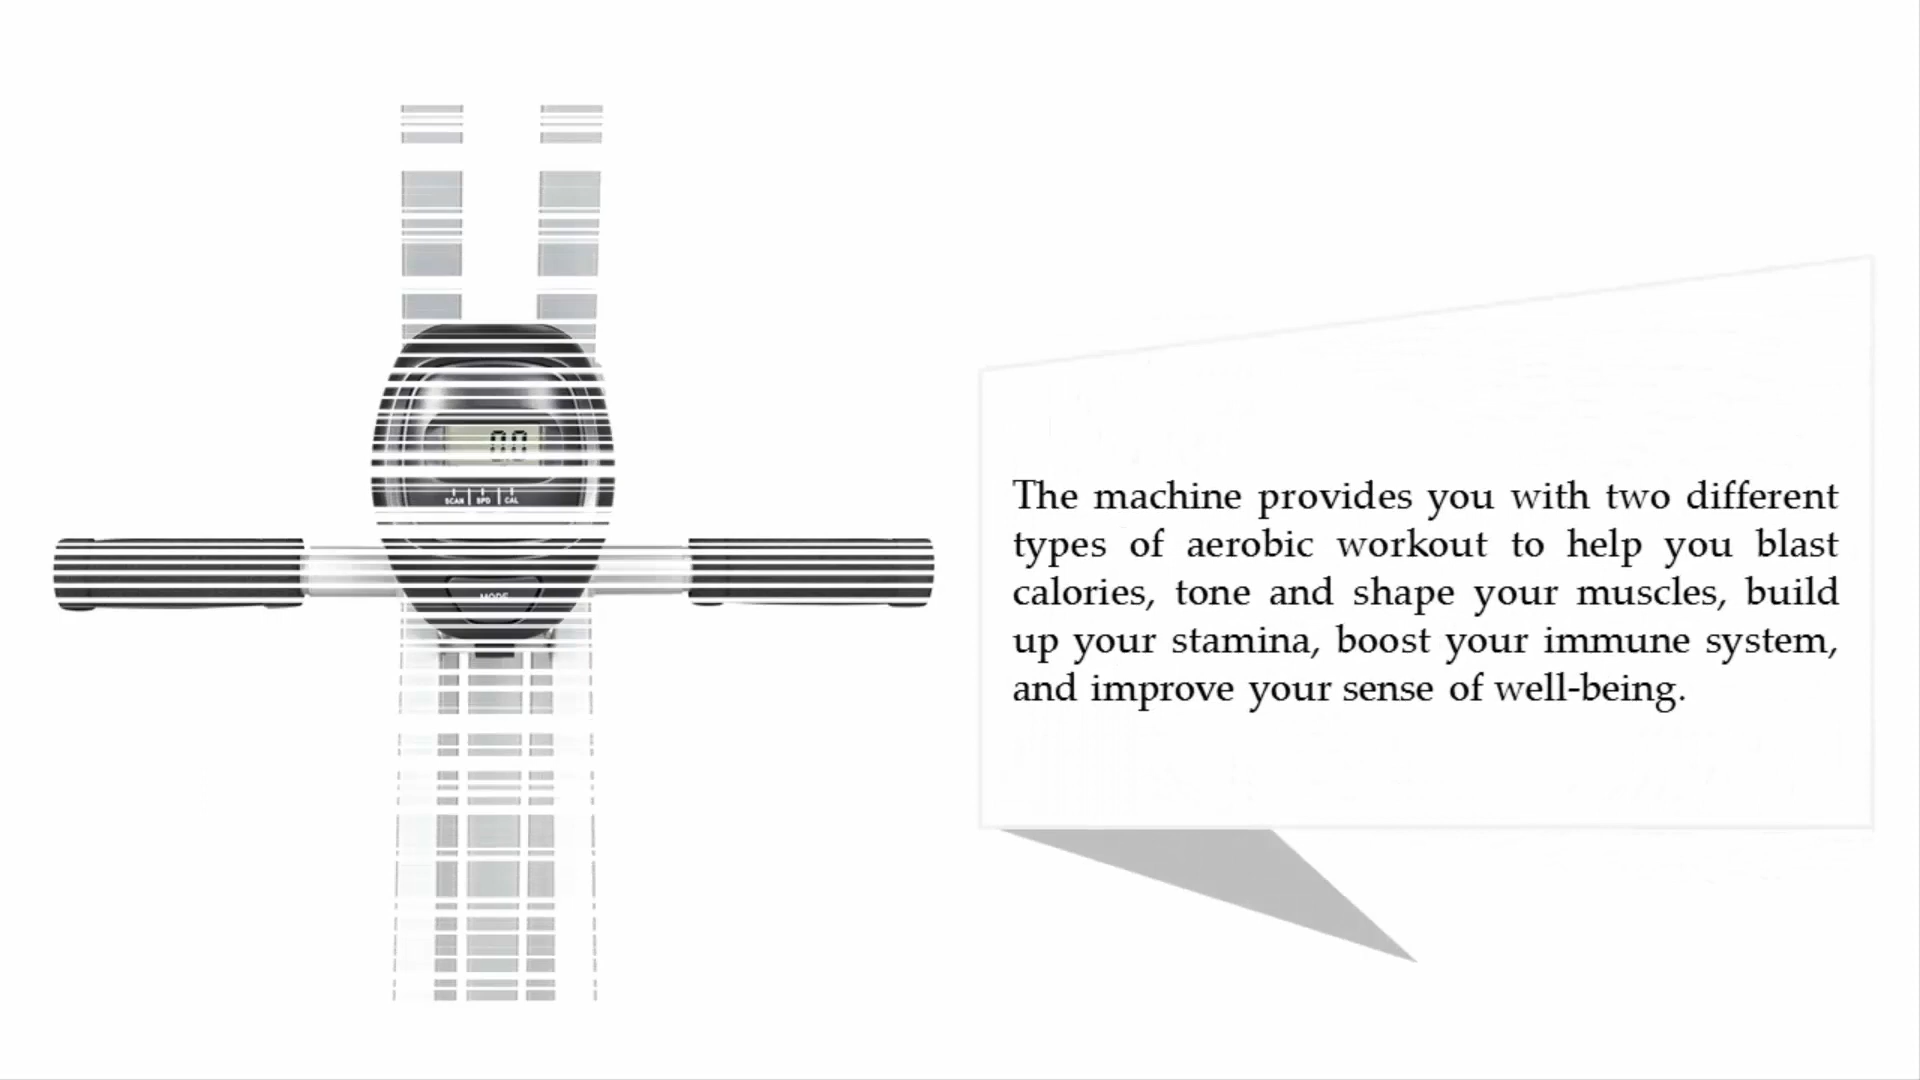 0.0
SCAN SPD CAL
MODE
The machine provides you with two different
types of aerobic workout to help you blast
calories, tone and shape your muscles, build
up your stamina, boost your immune system,
and improve your sense of well-being.